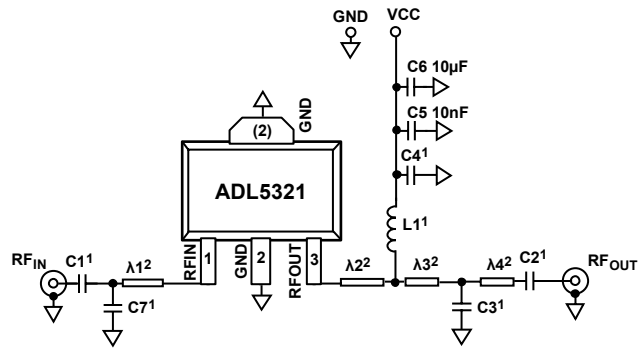 GND
VCC
C6 10µF
C5 10nF
C4¹
(2)
GND
ADL5321
L1¹
RF_IN
C1¹
λ1²
RFIN
1
GND
2
RFOUT
3
λ2²
λ3²
λ4²
C2¹
RF_OUT
C7¹
C3¹